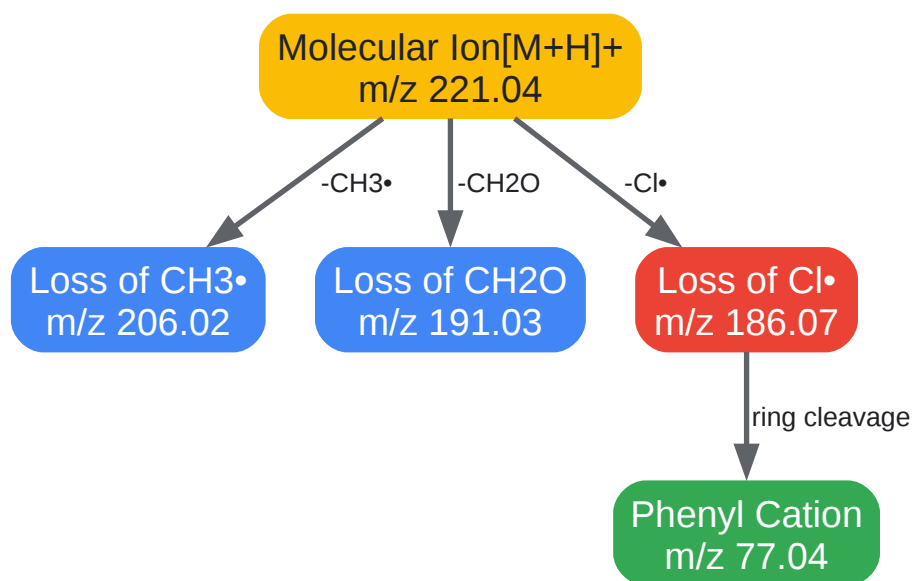 Molecular Ion[M+H]+
m/z 221.04
-CH3•
-CH2O
-Cl•
Loss of CH3•
m/z 206.02
Loss of CH2O
m/z 191.03
Loss of Cl•
m/z 186.07
ring cleavage
Phenyl Cation
m/z 77.04